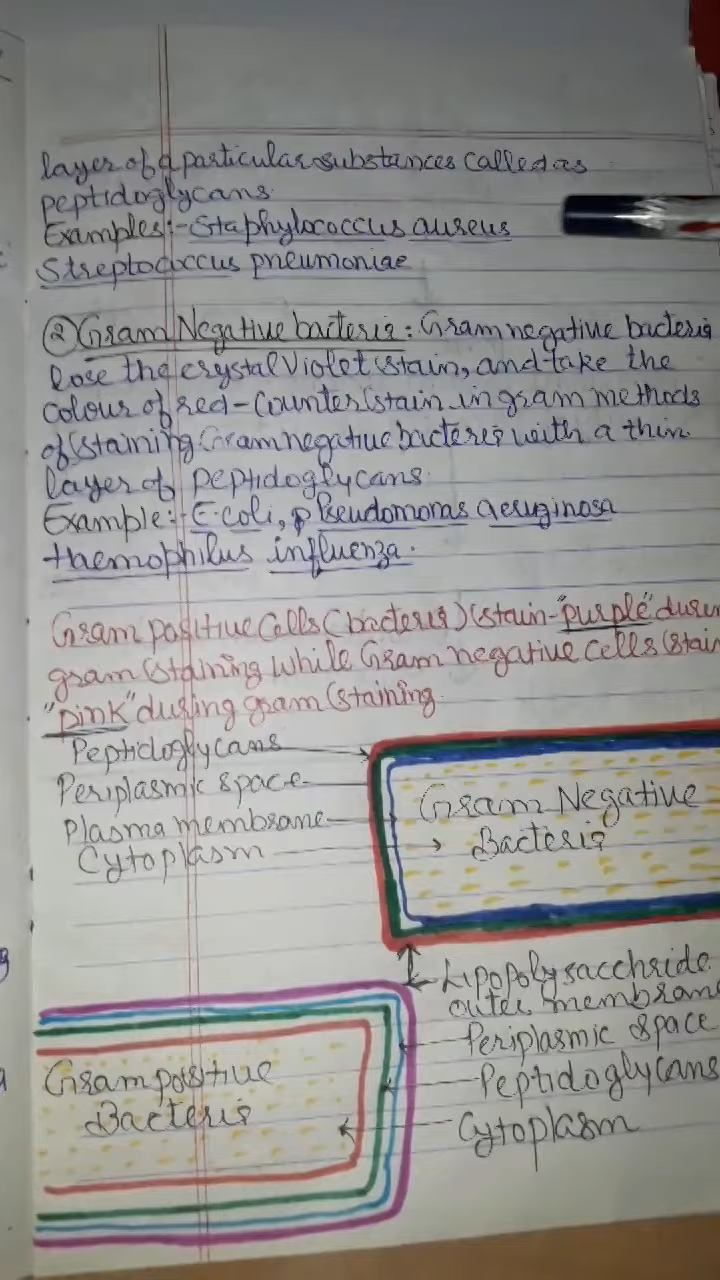 layer of a particular substances called as
peptidoglycans.
Examples:- Staphylococcus aureus
Streptococcus pneumoniae
② Gram Negative bacteria: Gram negative bacteria
lose the crystal violet stain, and take the
colour of red-counter stain in gram methods
of staining Gram negative bacteria with a thin
layer of peptidoglycans.
Example:- E.coli, Pseudomonas aeruginosa
Haemophilus influenza.
Gram positive cells (bacteria) stain-"purple"
gram staining while Gram negative cells
"pink" during gram staining
Peptidoglycans
Periplasmic space
Plasma membrane
Cytoplasm
Gram Negative
Bacteria
Lipopolysacchride
outer membrane
Periplasmic space
Peptidoglycans
Cytoplasm
Gram positive
Bacteria